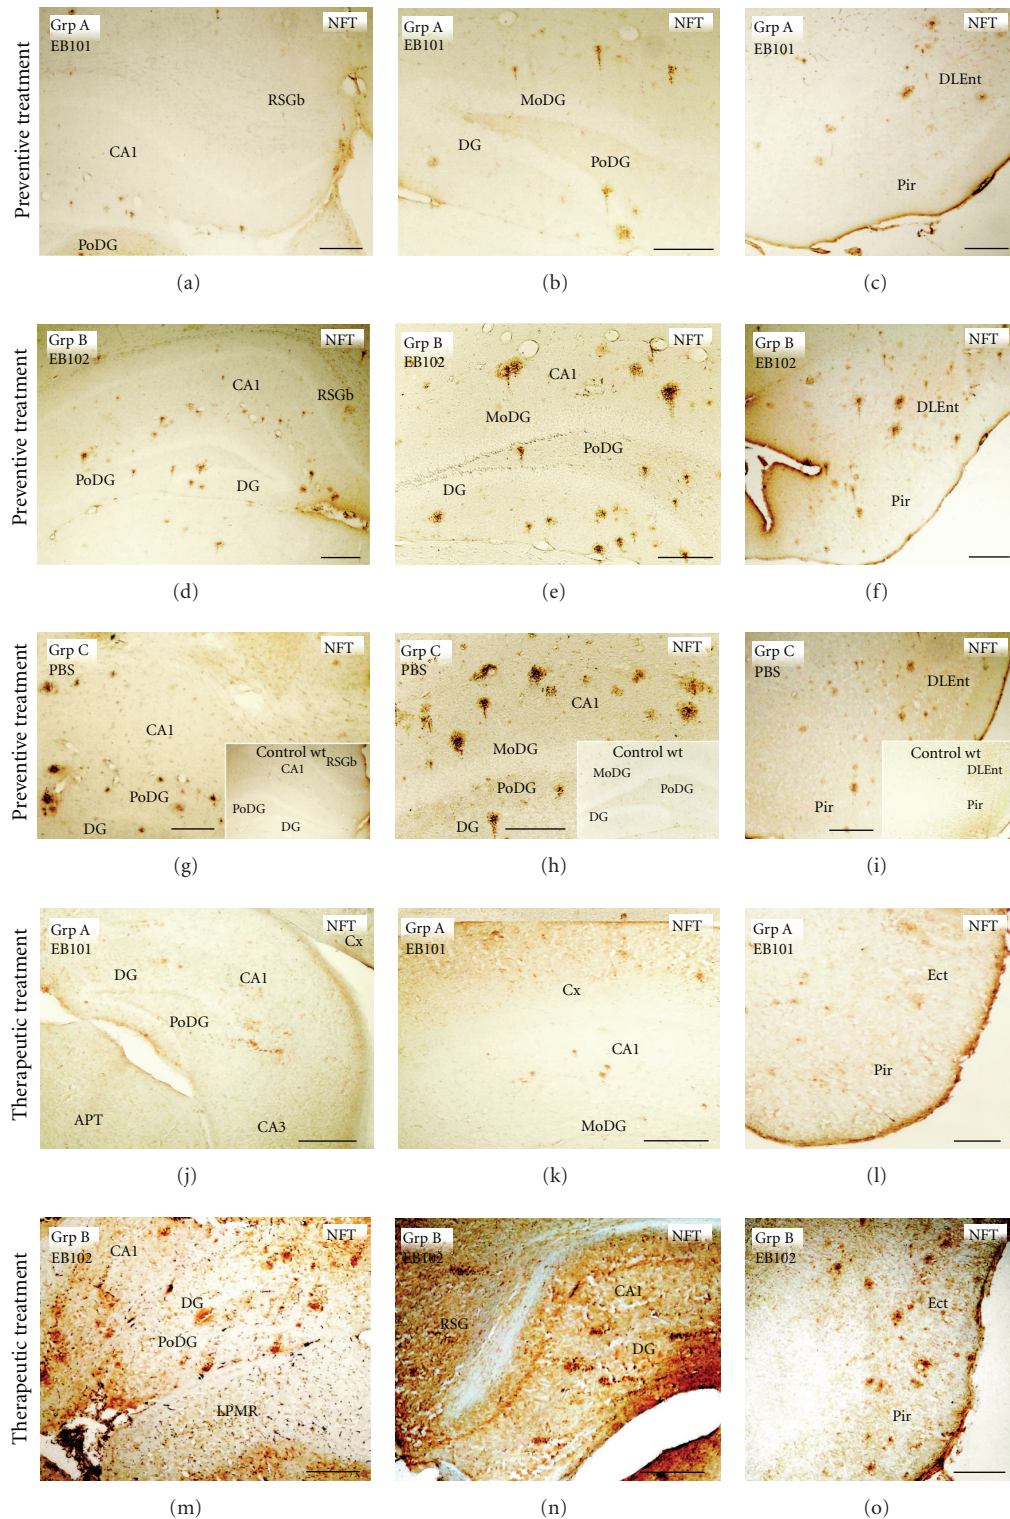 Preventive treatment
Grp A
EB101
NFT
RSGb
CA1
PoDG
(a)
Grp A
EB101
NFT
MoDG
DG
PoDG
(b)
Grp A
EB101
NFT
DLEnt
Pir
(c)
Preventive treatment
Grp B
EB102
NFT
CA1
RSGb
PoDG
DG
(d)
Grp B
EB102
NFT
CA1
MoDG
PoDG
DG
(e)
Grp B
EB102
NFT
DLEnt
Pir
(f)
Preventive treatment
Grp C
PBS
NFT
CA1
PoDG
DG
Control wt
CA1
RSGb
PoDG
DG
(g)
Grp C
PBS
NFT
CA1
MoDG
PoDG
DG
Control wt
MoDG
PoDG
DG
(h)
Grp C
PBS
NFT
DLEnt
Pir
Control wt
DLEnt
Pir
(i)
Therapeutic treatment
Grp A
EB101
NFT
Cx
DG
CA1
PoDG
APT
CA3
(j)
Grp A
EB101
NFT
Cx
CA1
MoDG
(k)
Grp A
EB101
NFT
Ect
Pir
(l)
Therapeutic treatment
Grp B
EB102
NFT
CA1
DG
PoDG
LPMR
(m)
Grp B
EB102
NFT
CA1
RSG
DG
(n)
Grp B
EB102
NFT
Ect
Pir
(o)